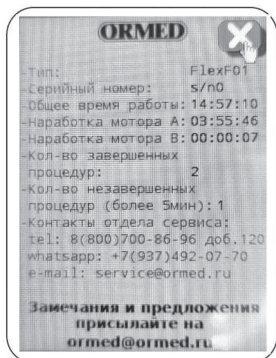 ORMED
-Тип: FlexF01
-Серийный номер: s/n0
-Общее время работы: 14:57:10
-Наработка мотора А: 03:55:46
-Наработка мотора В: 00:00:07
-Кол-во завершенных
процедур: 2
-Кол-во незавершенных
процедур (более 5мин): 1
-Контакты отдела сервиса:
tel: 8(800)700-86-96 доб.120
whatsapp: +7(937)492-07-70
e-mail: service@ormed.ru
Замечания и предложения
присылайте на
ormed@ormed.ru